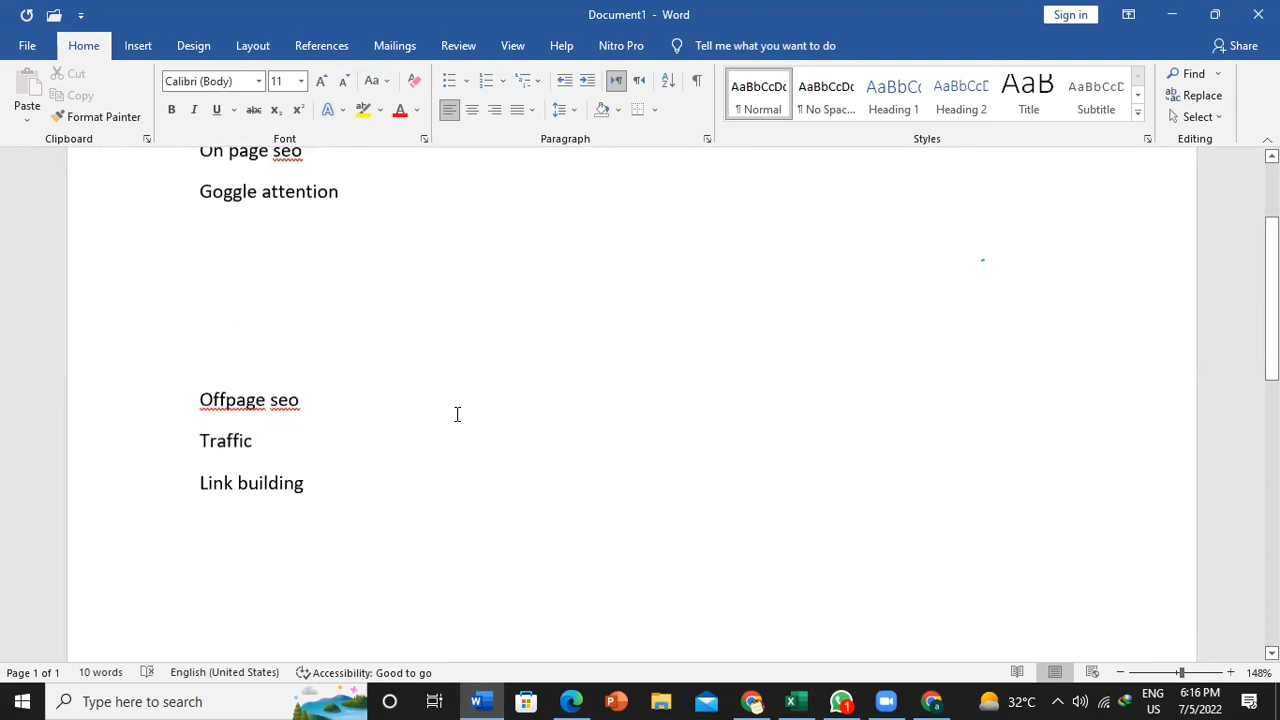 Document1 - Word
Sign in
File
Home
Insert
Design
Layout
References
Mailings
Review
View
Help
Nitro Pro
Tell me what you want to do
Share
Paste
Cut
Copy
Format Painter
Clipboard
Calibri (Body)
11
Font
Paragraph
AaBbCcDc
¶ Normal
AaBbCcDc
¶ No Spac...
AaBbCc
Heading 1
AaBbCcD
Heading 2
AaB
Title
AaBbCcD
Subtitle
Styles
Find
Replace
Select
Editing
On page seo
Goggle attention
Offpage seo
Traffic
Link building
Page 1 of 1
10 words
English (United States)
Accessibility: Good to go
148%
Type here to search
1
32°C
ENG
US
6:16 PM
7/5/2022